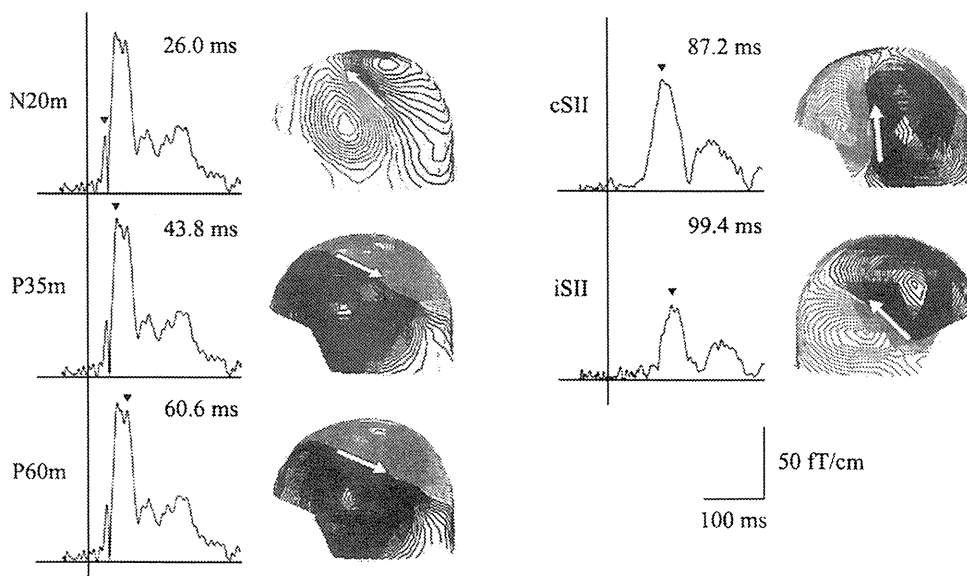 N20m
26.0 ms
P35m
43.8 ms
P60m
60.6 ms
cSII
87.2 ms
iSII
99.4 ms
50 fT/cm
100 ms